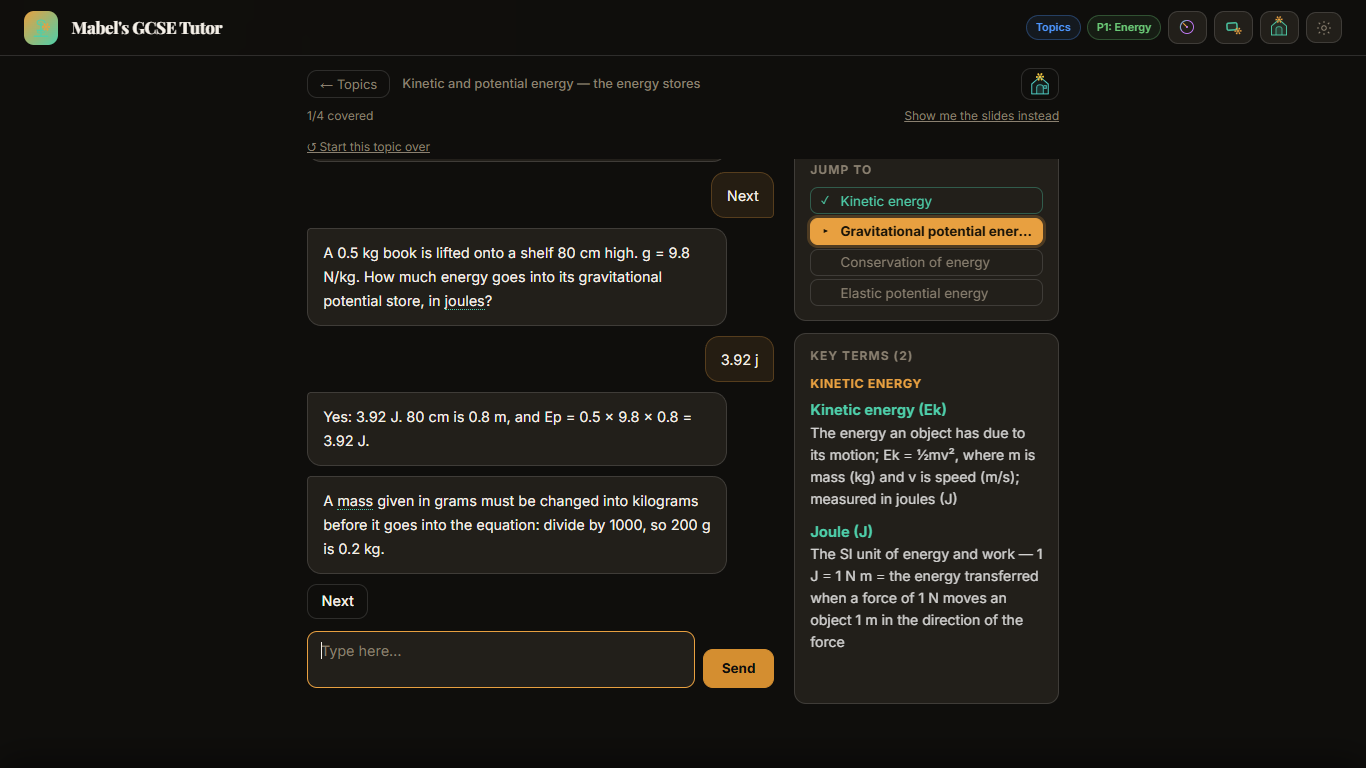 Mabel's GCSE Tutor
Topics
P1: Energy
← Topics
Kinetic and potential energy — the energy stores
1/4 covered
Show me the slides instead
↺ Start this topic over
Next
A 0.5 kg book is lifted onto a shelf 80 cm high. g = 9.8
N/kg. How much energy goes into its gravitational
potential store, in joules?
3.92 j
Yes: 3.92 J. 80 cm is 0.8 m, and Ep = 0.5 × 9.8 × 0.8 =
3.92 J.
A mass given in grams must be changed into kilograms
before it goes into the equation: divide by 1000, so 200 g
is 0.2 kg.
Next
Type here...
Send
JUMP TO
✓ Kinetic energy
▸ Gravitational potential ener...
Conservation of energy
Elastic potential energy
KEY TERMS (2)
KINETIC ENERGY
Kinetic energy (Ek)
The energy an object has due to
its motion; Ek = ½mv², where m is
mass (kg) and v is speed (m/s);
measured in joules (J)
Joule (J)
The SI unit of energy and work — 1
J = 1 N m = the energy transferred
when a force of 1 N moves an
object 1 m in the direction of the
force